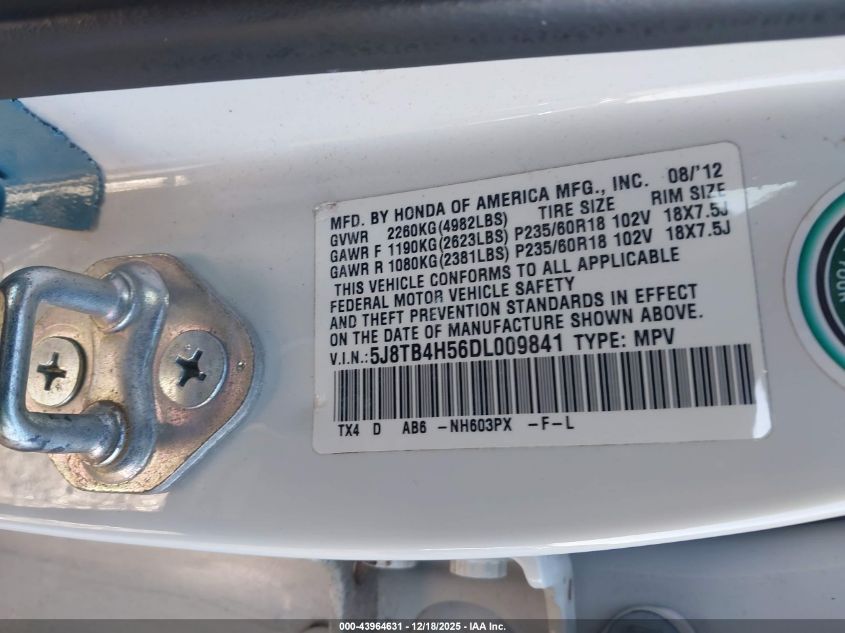 MFD. BY HONDA OF AMERICA MFG., INC. 08/'12
GVWR 2260KG(4982LBS) TIRE SIZE RIM SIZE
GAWR F 1190KG(2623LBS) P235/60R18 102V 18X7.5J
GAWR R 1080KG(2381LBS) P235/60R18 102V 18X7.5J
THIS VEHICLE CONFORMS TO ALL APPLICABLE
FEDERAL MOTOR VEHICLE SAFETY
AND THEFT PREVENTION STANDARDS IN EFFECT
ON THE DATE OF MANUFACTURE SHOWN ABOVE.
V.I.N.: 5J8TB4H56DL009841 TYPE: MPV
TX4 D AB6 -NH603PX -F-L
000-43964631 - 12/18/2025 - IAA Inc.